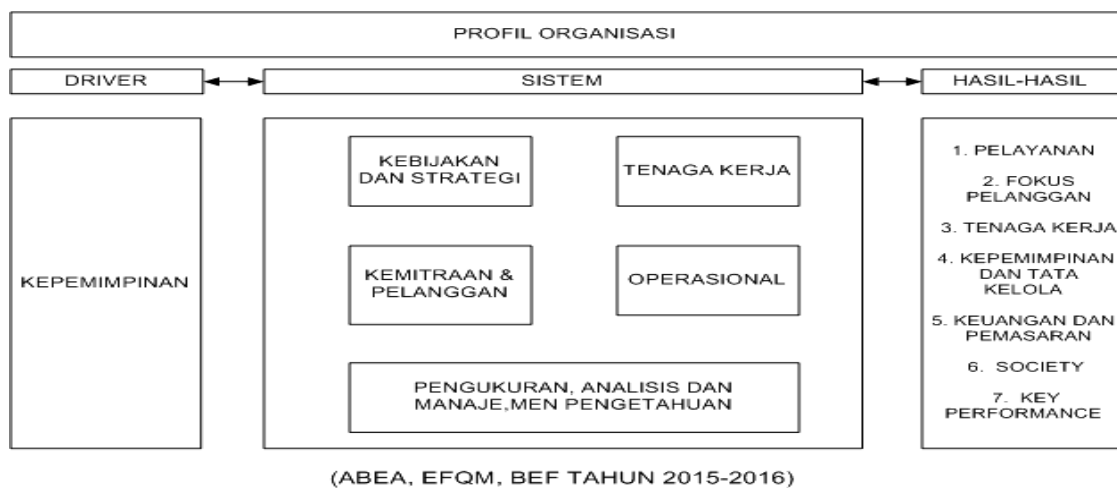 PROFIL ORGANISASI
DRIVER
SISTEM
HASIL-HASIL
KEPEMIMPINAN
KEBIJAKAN
DAN STRATEGI
TENAGA KERJA
KEMITRAAN &
PELANGGAN
OPERASIONAL
PENGUKURAN, ANALISIS DAN
MANAJE,MEN PENGETAHUAN
1. PELAYANAN
2. FOKUS
PELANGGAN
3. TENAGA KERJA
4. KEPEMIMPINAN
DAN TATA
KELOLA
5. KEUANGAN DAN
PEMASARAN
6. SOCIETY
7. KEY
PERFORMANCE
(ABEA, EFQM, BEF TAHUN 2015-2016)